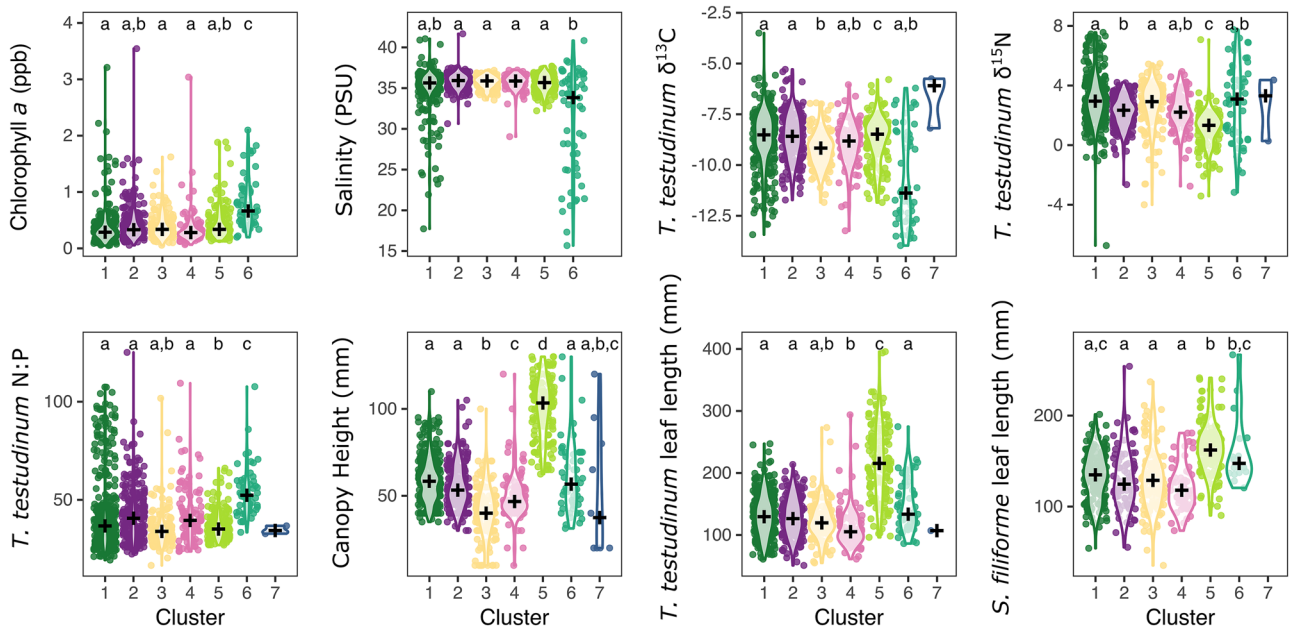 Chlorophyll a (ppb)
4
3
2
1
0
a a,b a a a,b c
1 2 3 4 5 6
Salinity (PSU)
40
35
30
25
20
15
a,b a a a a b
1 2 3 4 5 6
T. testudinum δ¹³C
-2.5
-5.0
-7.5
-10.0
-12.5
a a b a,b c a,b
1 2 3 4 5 6 7
T. testudinum δ¹⁵N
8
4
0
-4
a b a a,b c a,b
1 2 3 4 5 6 7
T. testudinum N:P
100
50
a a a,b a b c
1 2 3 4 5 6 7
Cluster
Canopy Height (mm)
100
50
a a b c d a a,b,c
1 2 3 4 5 6 7
Cluster
T. testudinum leaf length (mm)
400
300
200
100
a a a,b b c a
1 2 3 4 5 6 7
Cluster
S. filiforme leaf length (mm)
200
100
a,c a a a b b,c
1 2 3 4 5 6 7
Cluster